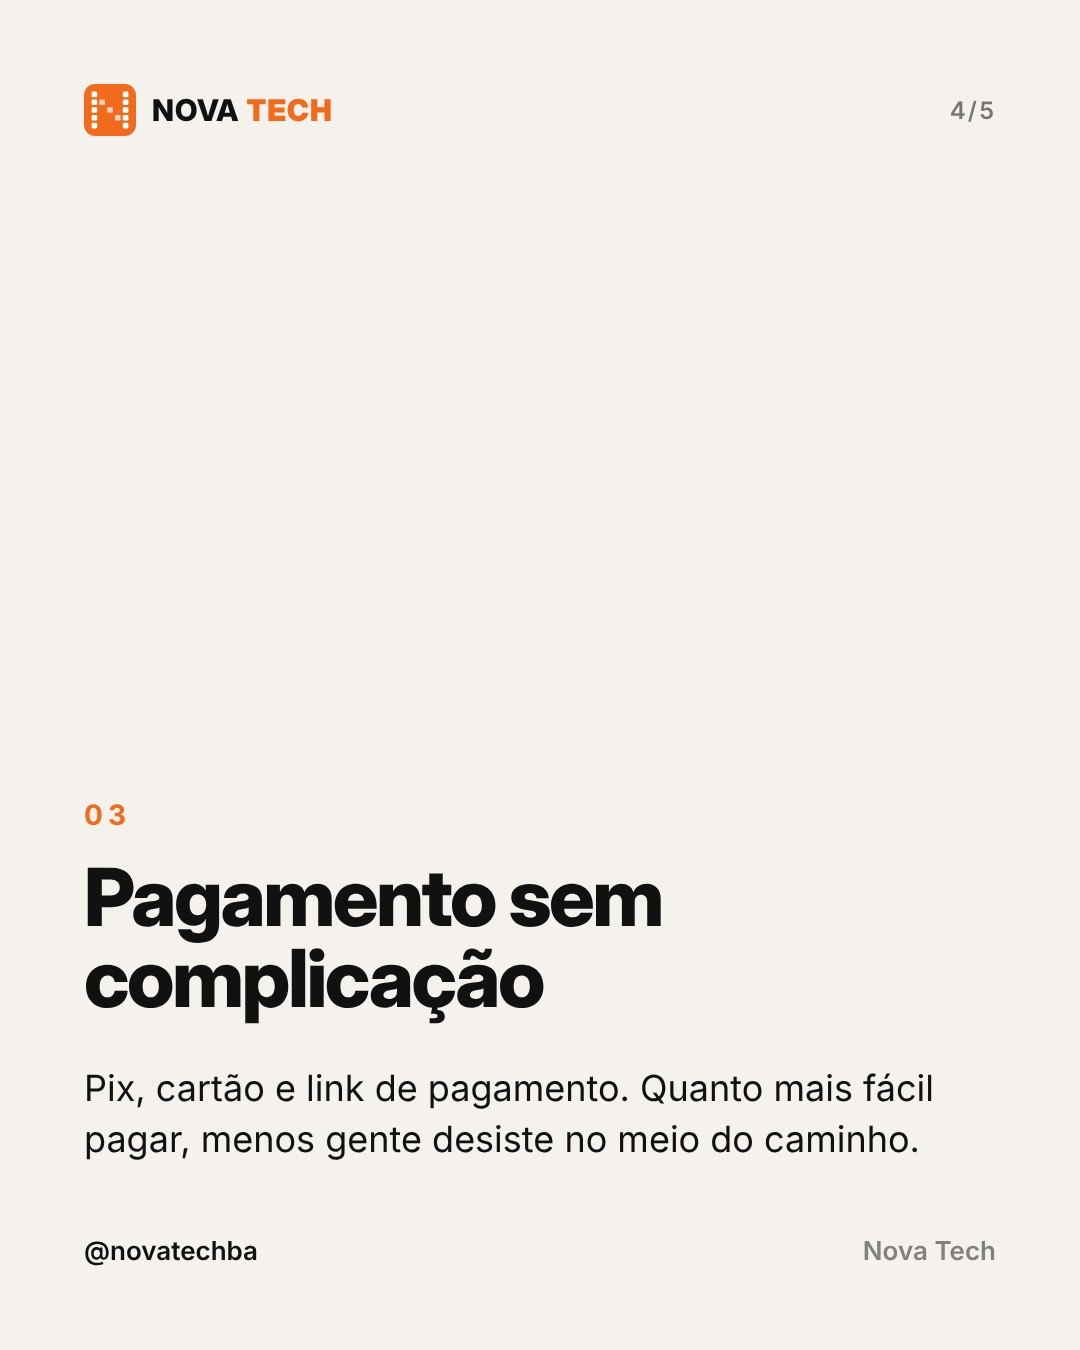 NOVA TECH
4/5
03
Pagamento sem
complicação
Pix, cartão e link de pagamento. Quanto mais fácil
pagar, menos gente desiste no meio do caminho.
@novatechba
Nova Tech